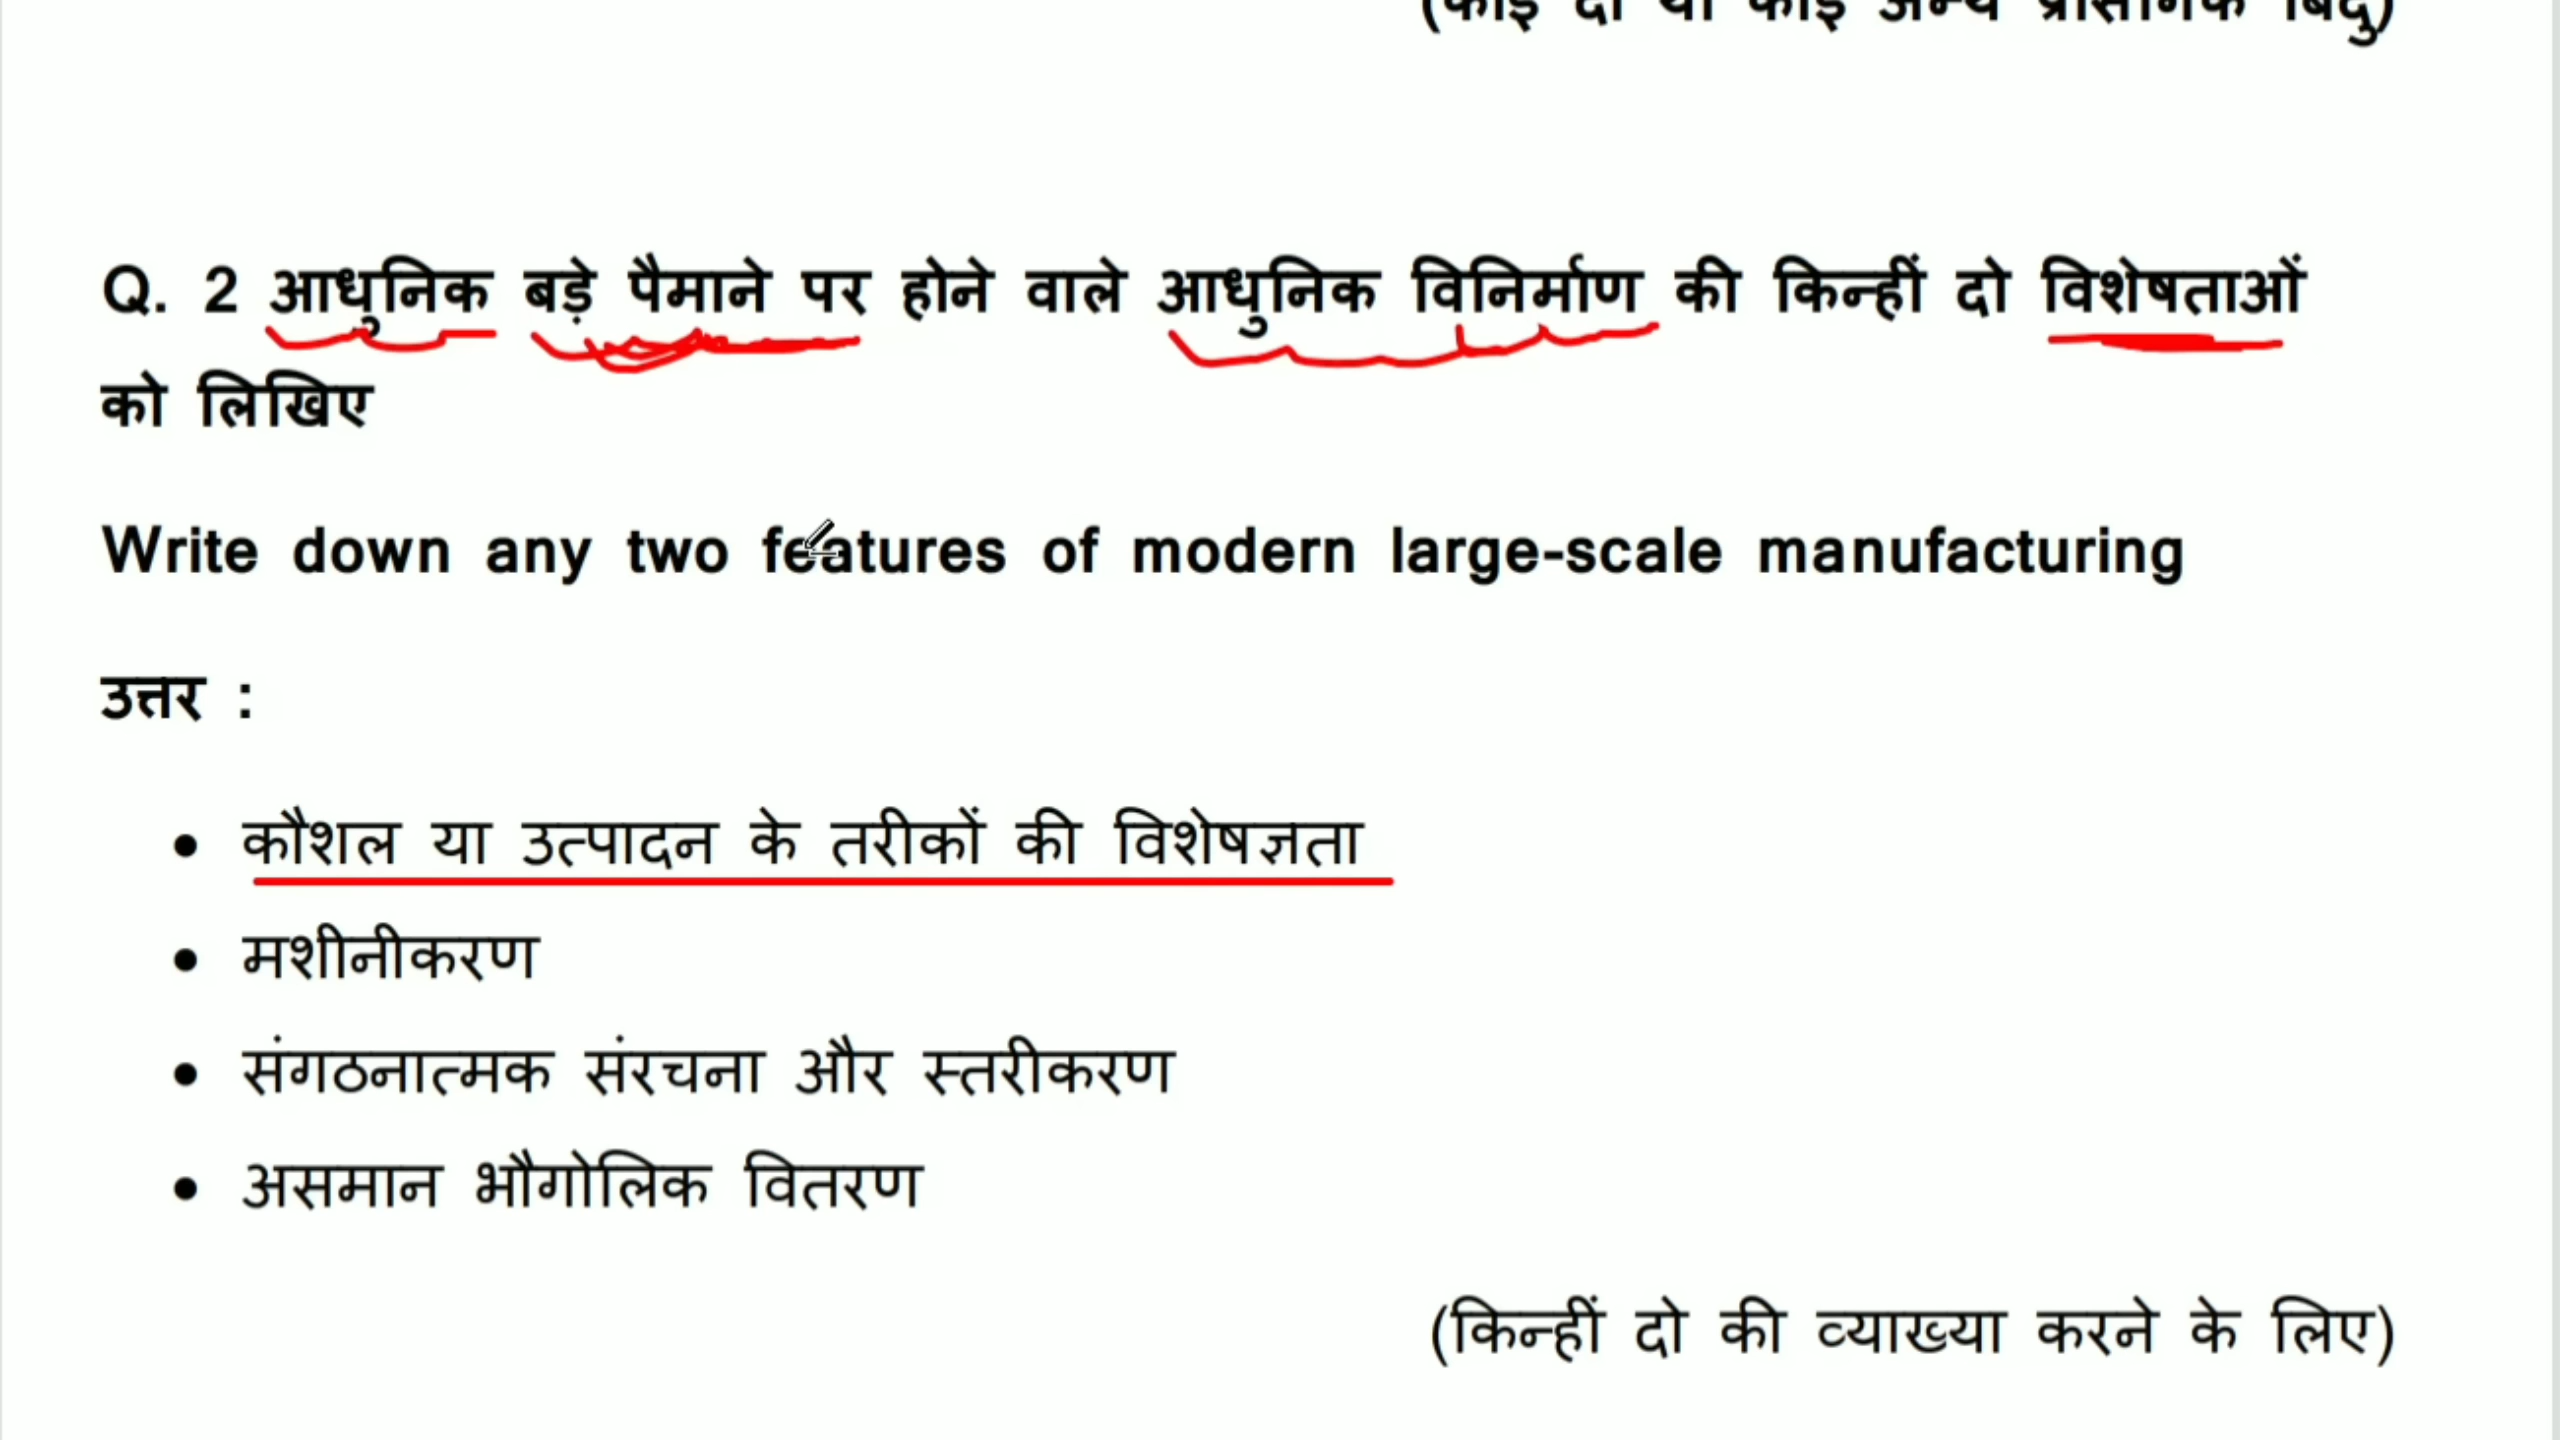 (कोई दो या कोई अन्य प्रासंगिक बिंदु)
Q. 2 आधुनिक बड़े पैमाने पर होने वाले आधुनिक विनिर्माण की किन्हीं दो विशेषताओं
को लिखिए
Write down any two features of modern large-scale manufacturing
उत्तर :
• कौशल या उत्पादन के तरीकों की विशेषज्ञता
• मशीनीकरण
• संगठनात्मक संरचना और स्तरीकरण
• असमान भौगोलिक वितरण
(किन्हीं दो की व्याख्या करने के लिए)